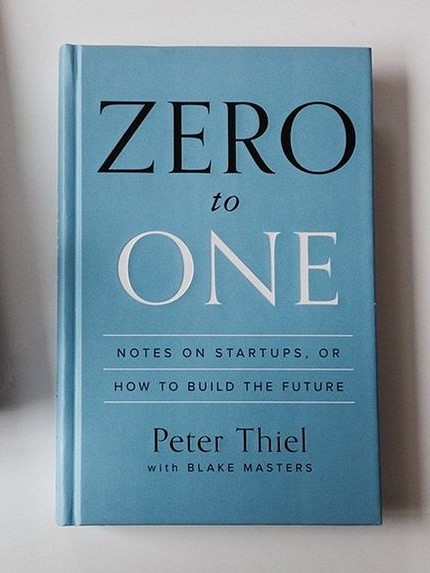 ZERO
to
ONE
NOTES ON STARTUPS, OR
HOW TO BUILD THE FUTURE
Peter Thiel
with BLAKE MASTERS